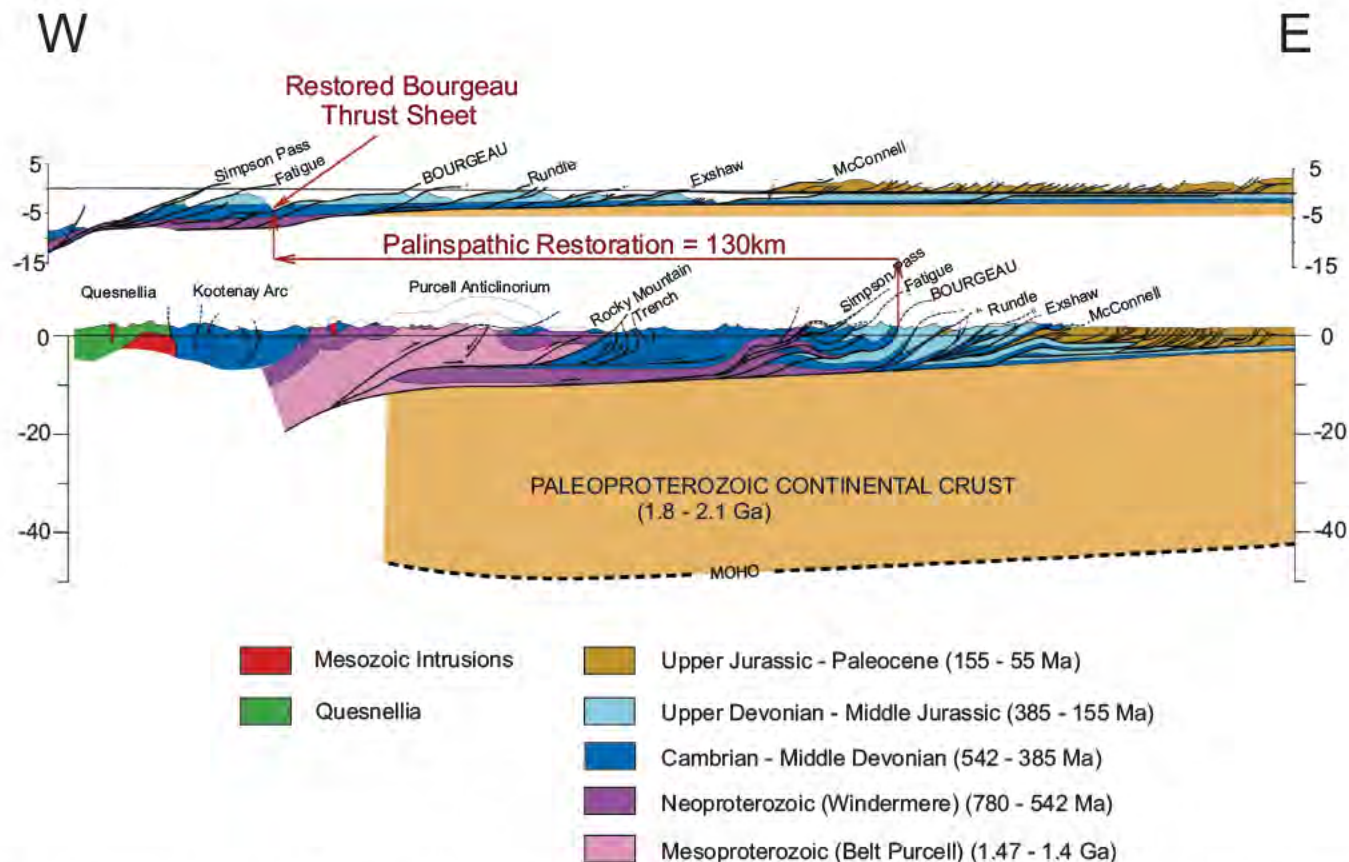 W
E
Restored Bourgeau
Thrust Sheet
Simpson Pass
Fatigue
BOURGEAU
Rundle
Exshaw
McConnell
5
-5
-15
5
-5
-15
Palinspathic Restoration = 130km
Quesnellia
Kootenay Arc
Purcell Anticlinorium
Rocky Mountain
Trench
Simpson Pass
Fatigue
BOURGEAU
Rundle
Exshaw
McConnell
0
-20
-40
0
-20
-40
PALEOPROTEROZOIC CONTINENTAL CRUST
(1.8 - 2.1 Ga)
MOHO
Mesozoic Intrusions
Quesnellia
Upper Jurassic - Paleocene (155 - 55 Ma)
Upper Devonian - Middle Jurassic (385 - 155 Ma)
Cambrian - Middle Devonian (542 - 385 Ma)
Neoproterozoic (Windermere) (780 - 542 Ma)
Mesoproterozoic (Belt Purcell) (1.47 - 1.4 Ga)